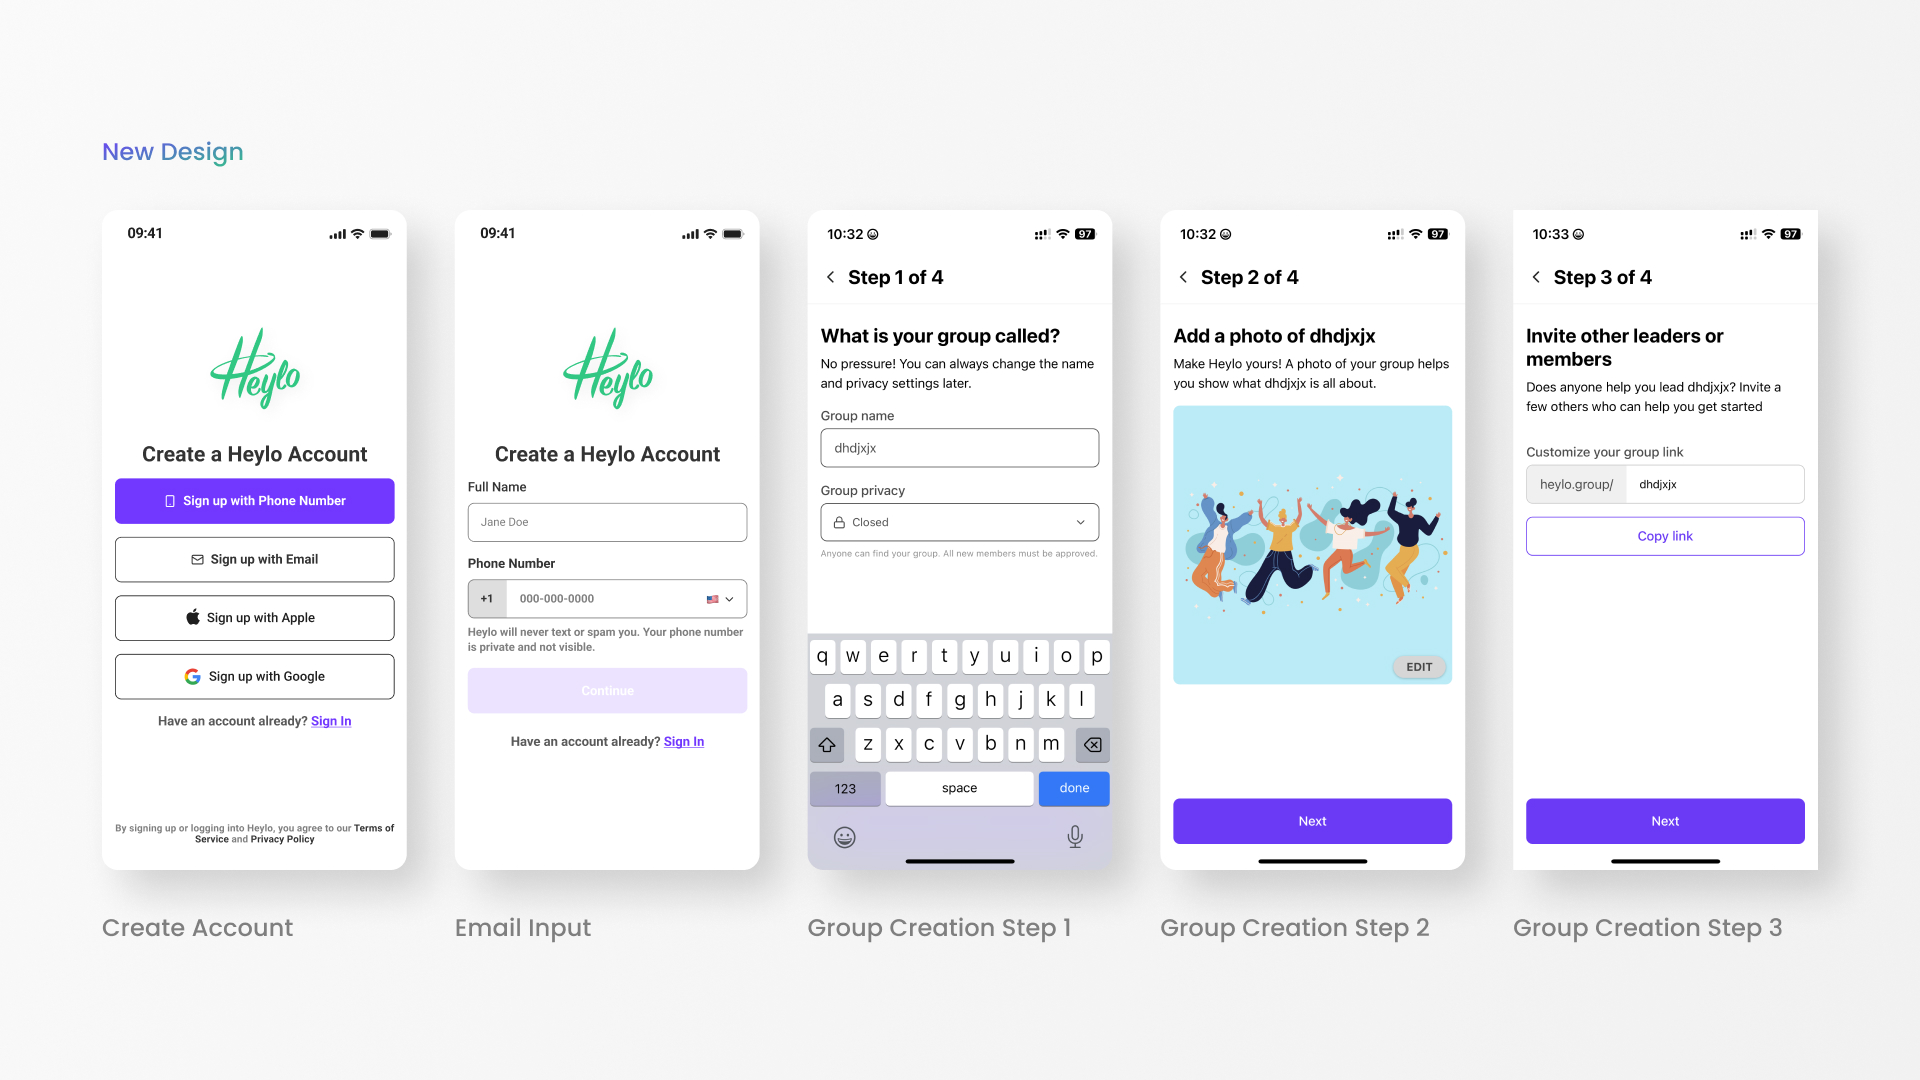 New Design
09:41
Heylo
Create a Heylo Account
Sign up with Phone Number
Sign up with Email
Sign up with Apple
Sign up with Google
Have an account already? Sign In
By signing up or logging into Heylo, you agree to our Terms of
Service and Privacy Policy
Create Account
09:41
Heylo
Create a Heylo Account
Full Name
Jane Doe
Phone Number
+1 000-000-0000
Heylo will never text or spam you. Your phone number
is private and not visible.
Continue
Have an account already? Sign In
Email Input
10:32 97
Step 1 of 4
What is your group called?
No pressure! You can always change the name
and privacy settings later.
Group name
dhdjxjx
Group privacy
Closed
Anyone can find your group. All new members must be approved.
q w e r t y u i o p
a s d f g h j k l
z x c v b n m
123 space done
Group Creation Step 1
10:32 97
Step 2 of 4
Add a photo of dhdjxjx
Make Heylo yours! A photo of your group helps
you show what dhdjxjx is all about.
EDIT
Next
Group Creation Step 2
10:33 97
Step 3 of 4
Invite other leaders or
members
Does anyone help you lead dhdjxjx? Invite a
few others who can help you get started
Customize your group link
heylo.group/ dhdjxjx
Copy link
Next
Group Creation Step 3